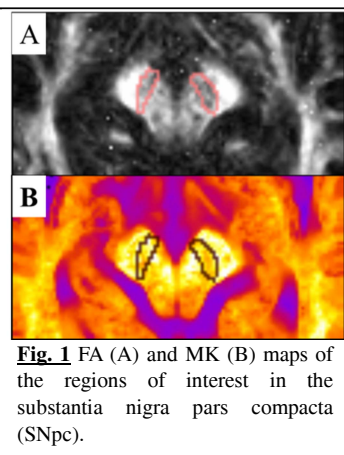 A
B
Fig. 1 FA (A) and MK (B) maps of
the regions of interest in the
substantia nigra pars compacta
(SNpc).